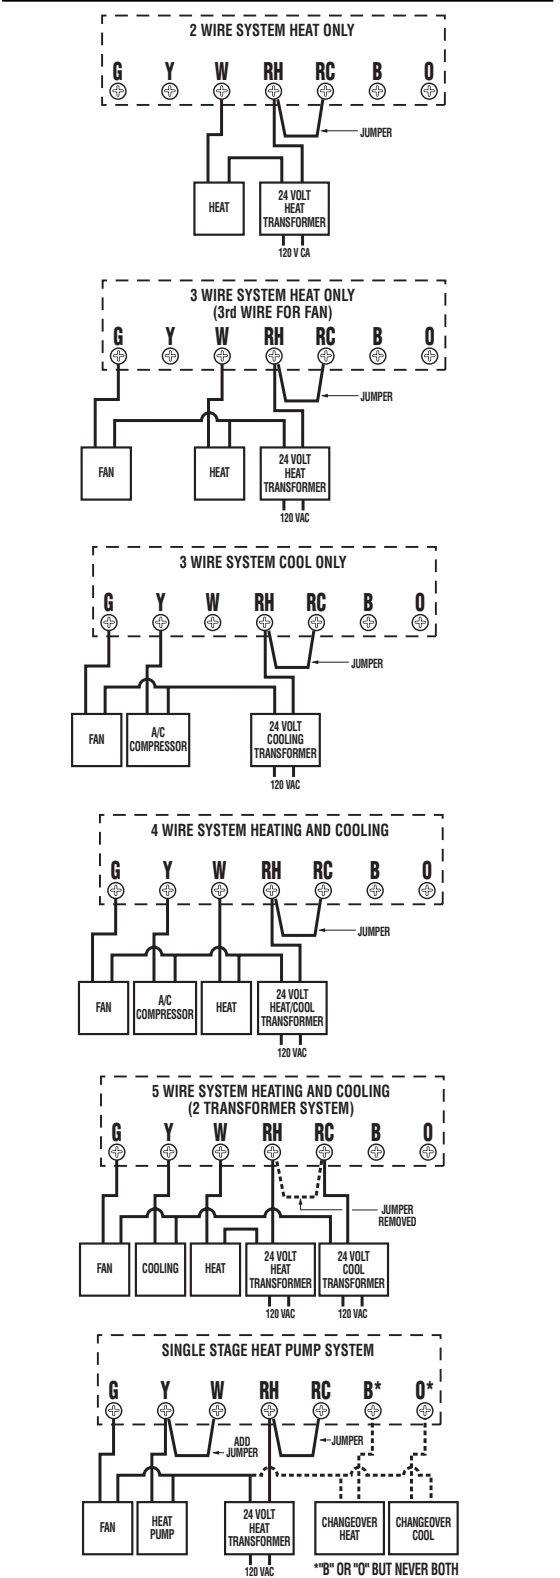 2 WIRE SYSTEM HEAT ONLY
G Y W RH RC B O
JUMPER
HEAT
24 VOLT
HEAT
TRANSFORMER
120 V CA
3 WIRE SYSTEM HEAT ONLY
(3rd WIRE FOR FAN)
G Y W RH RC B O
JUMPER
FAN
HEAT
24 VOLT
HEAT
TRANSFORMER
120 VAC
3 WIRE SYSTEM COOL ONLY
G Y W RH RC B O
JUMPER
FAN
A/C
COMPRESSOR
24 VOLT
COOLING
TRANSFORMER
120 VAC
4 WIRE SYSTEM HEATING AND COOLING
G Y W RH RC B O
JUMPER
FAN
A/C
COMPRESSOR
HEAT
24 VOLT
HEAT/COOL
TRANSFORMER
120 VAC
5 WIRE SYSTEM HEATING AND COOLING
(2 TRANSFORMER SYSTEM)
G Y W RH RC B O
JUMPER
REMOVED
FAN
COOLING
HEAT
24 VOLT
HEAT
TRANSFORMER
24 VOLT
COOL
TRANSFORMER
120 VAC
120 VAC
SINGLE STAGE HEAT PUMP SYSTEM
G Y W RH RC B* O*
ADD
JUMPER
JUMPER
FAN
HEAT
PUMP
24 VOLT
HEAT
TRANSFORMER
CHANGEOVER
HEAT
CHANGEOVER
COOL
120 VAC
*"B" OR "O" BUT NEVER BOTH